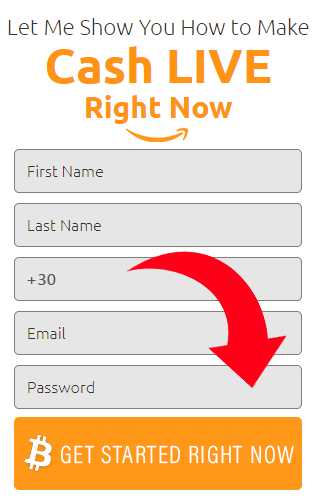 Let Me Show You How to Make
Cash LIVE
Right Now
First Name
Last Name
+30
Email
Password
GET STARTED RIGHT NOW